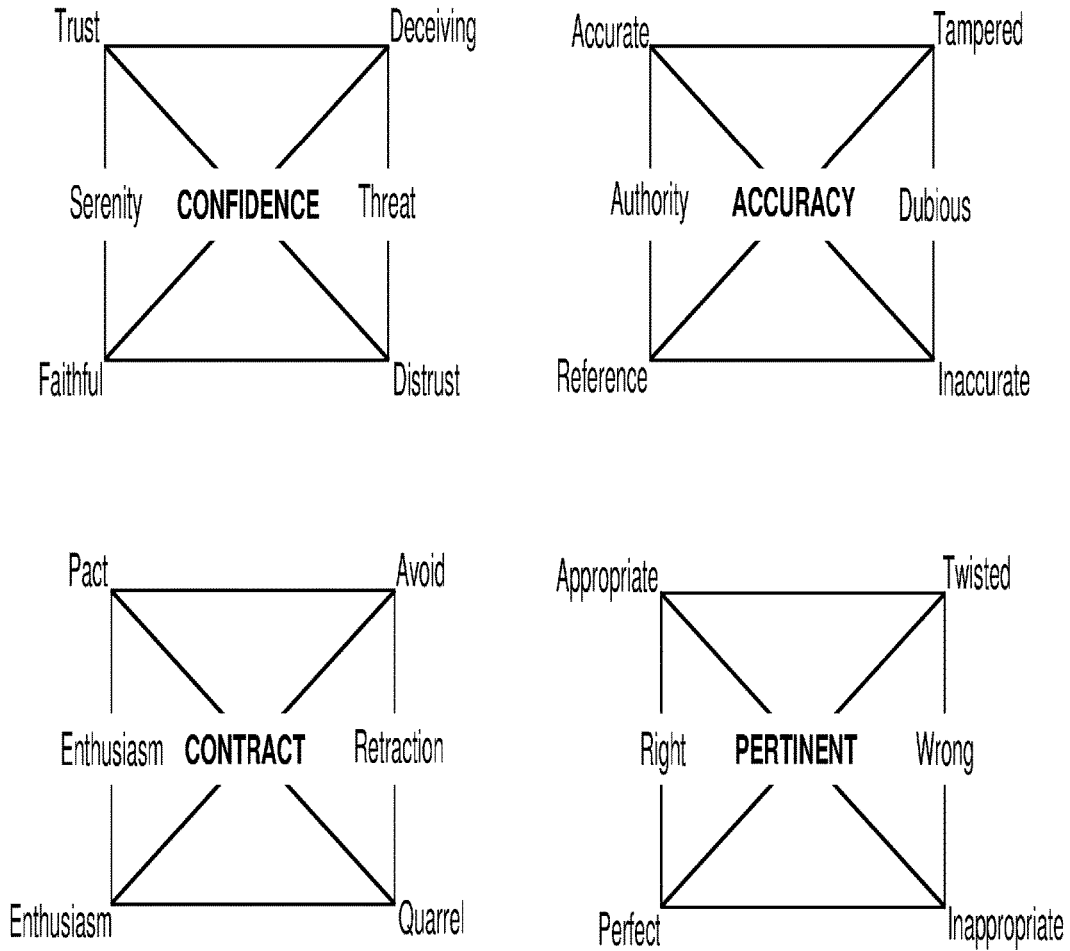 Trust Deceiving
Accurate Tampered
Serenity CONFIDENCE Threat
Authority ACCURACY Dubious
Faithful Distrust
Reference Inaccurate
Pact Avoid
Appropriate Twisted
Enthusiasm CONTRACT Retraction
Right PERTINENT Wrong
Enthusiasm Quarrel
Perfect Inappropriate